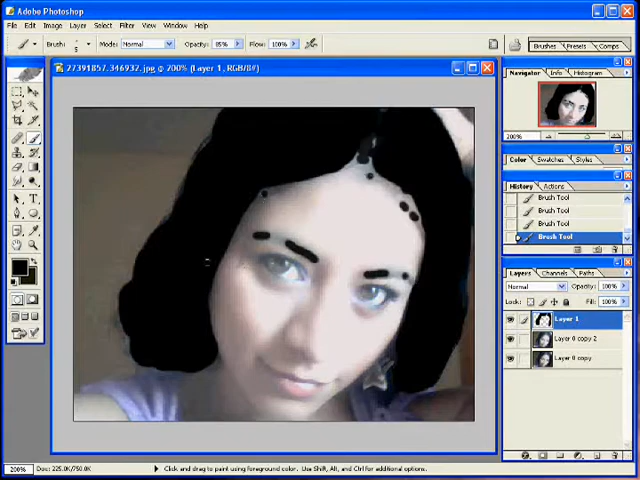 Adobe Photoshop
File Edit Image Layer Select Filter View Window Help
Brush: 5 Mode: Normal Opacity: 85% Flow: 100% Brushes Presets Comps
27391857.346932.jpg @ 200% (Layer 1, RGB/8#)
Navigator Info Histogram
200%
Color Swatches Styles
History Actions
Brush Tool
Brush Tool
Brush Tool
Brush Tool
Layers Channels Paths
Normal Opacity: 100%
Lock: Fill: 100%
Layer 1
Layer 0 copy 2
Layer 0 copy
200% Doc: 225.0K/750.0K Click and drag to paint using foreground color. Use Shift, Alt, and Ctrl for additional options.